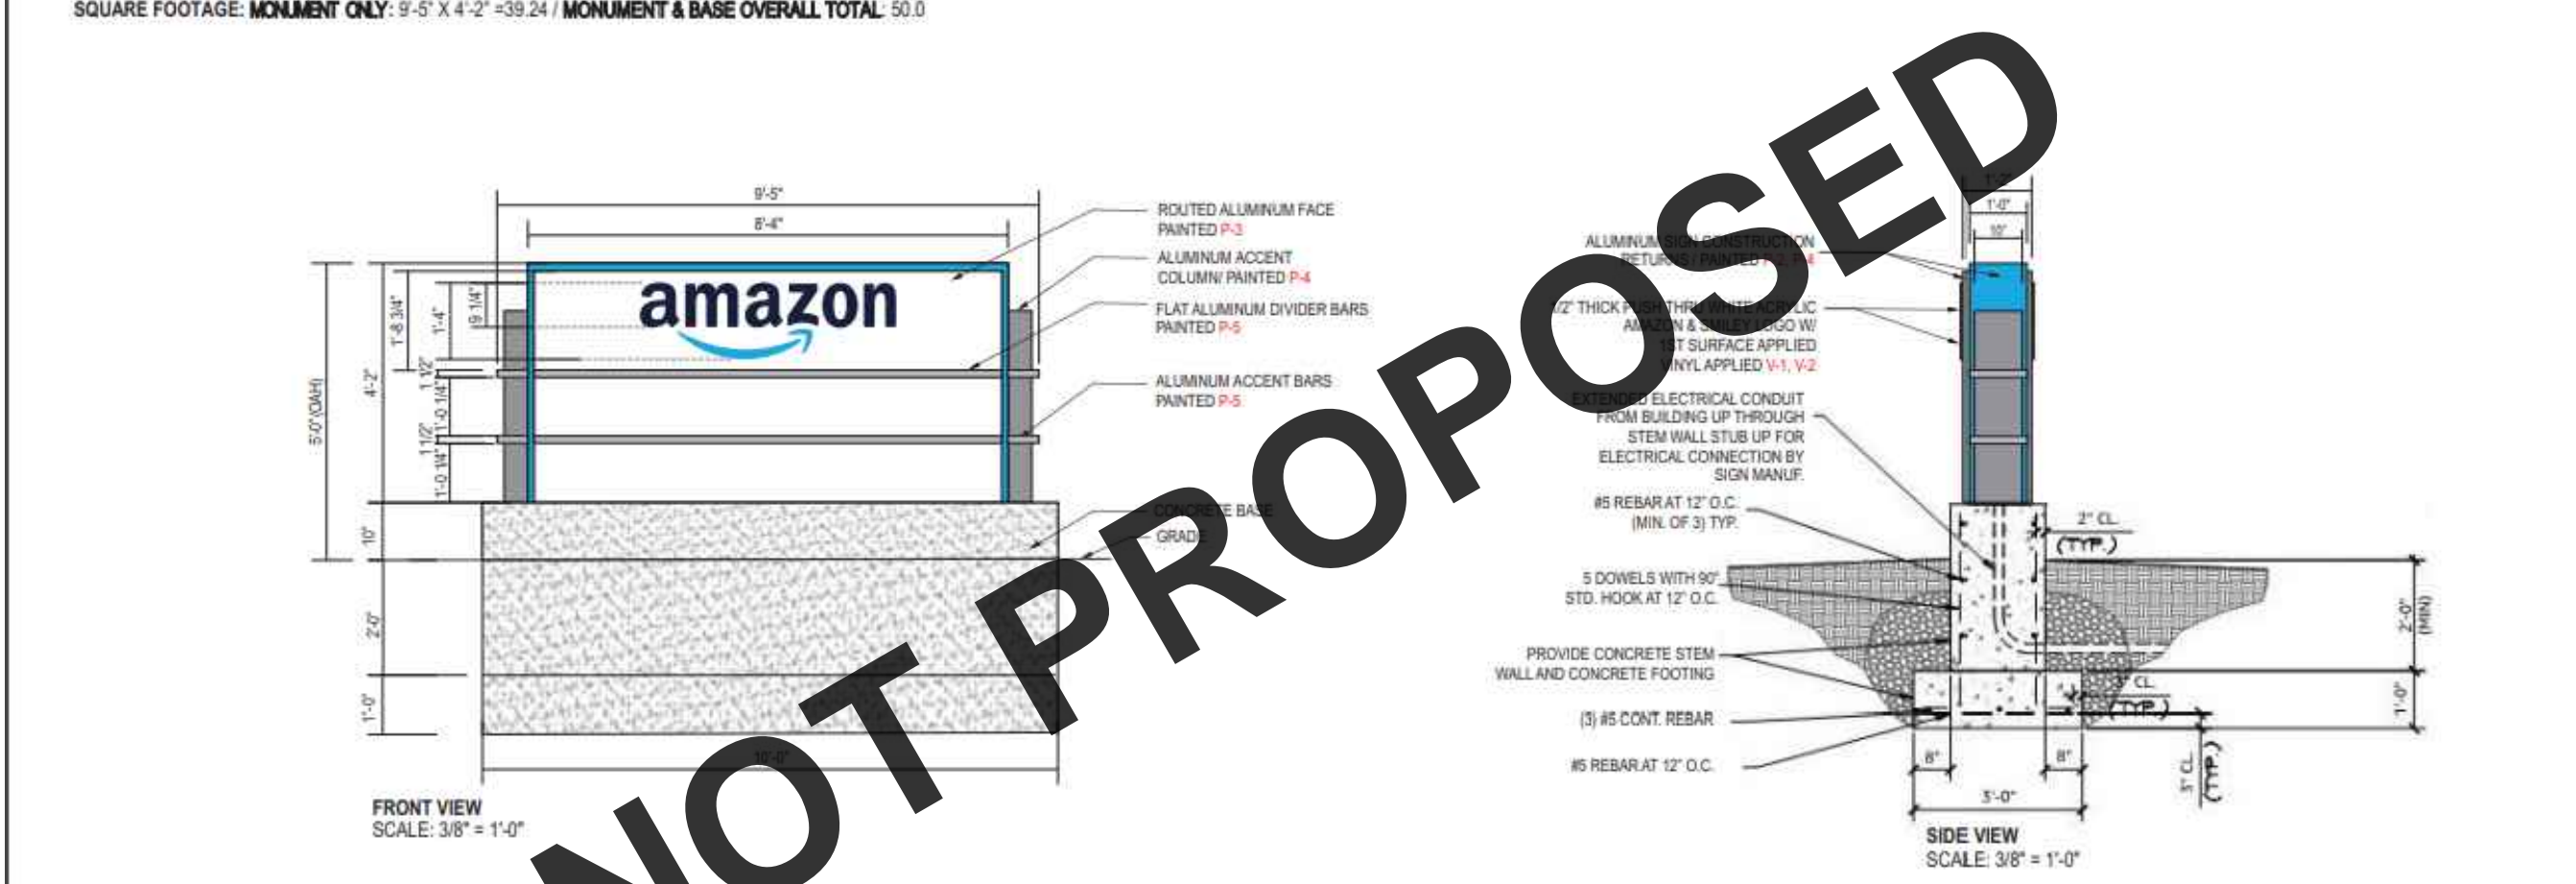 SQUARE FOOTAGE: MONUMENT ONLY: 9'-5" X 4'-2" =39.24 / MONUMENT & BASE OVERALL TOTAL: 50.0
9'-5"
8'-4"
amazon
5'-0" (OAH)
4'-2"
1'-8 3/4"
1'-4"
9 1/4"
1 1/2"
1'-0 1/4"
1 1/2"
1'-0 1/4"
10"
2'-0"
1'-0"
10'-0"
ROUTED ALUMINUM FACE
PAINTED P-3
ALUMINUM ACCENT
COLUMN/ PAINTED P-4
FLAT ALUMINUM DIVIDER BARS
PAINTED P-5
ALUMINUM ACCENT BARS
PAINTED P-5
CONCRETE BASE
GRADE
FRONT VIEW
SCALE: 3/8" = 1'-0"
NOT PROPOSED
1'-2"
1'-0"
10"
ALUMINUM SIGN CONSTRUCTION
RETURNS / PAINTED P-2, P-4
1/2" THICK PUSH THRU WHITE ACRYLIC
AMAZON & SMILEY LOGO W/
1ST SURFACE APPLIED
VINYL APPLIED V-1, V-2
EXTENDED ELECTRICAL CONDUIT
FROM BUILDING UP THROUGH
STEM WALL STUB UP FOR
ELECTRICAL CONNECTION BY
SIGN MANUF.
#5 REBAR AT 12" O.C.
(MIN. OF 3) TYP.
5 DOWELS WITH 90°
STD. HOOK AT 12" O.C.
PROVIDE CONCRETE STEM
WALL AND CONCRETE FOOTING
(3) #5 CONT. REBAR
#5 REBAR AT 12" O.C.
2" CL.
(TYP.)
2'-0"
(MIN)
3" CL.
(TYP.)
1'-0"
8"
8"
3" CL.
(TYP.)
3'-0"
SIDE VIEW
SCALE: 3/8" = 1'-0"